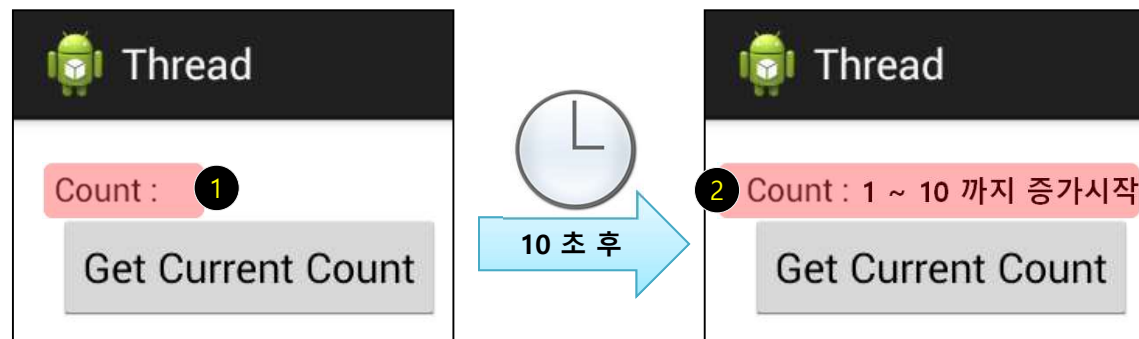 Thread
Count :
1
Get Current Count
10 초 후
Thread
2
Count : 1 ~ 10 까지 증가시작
Get Current Count